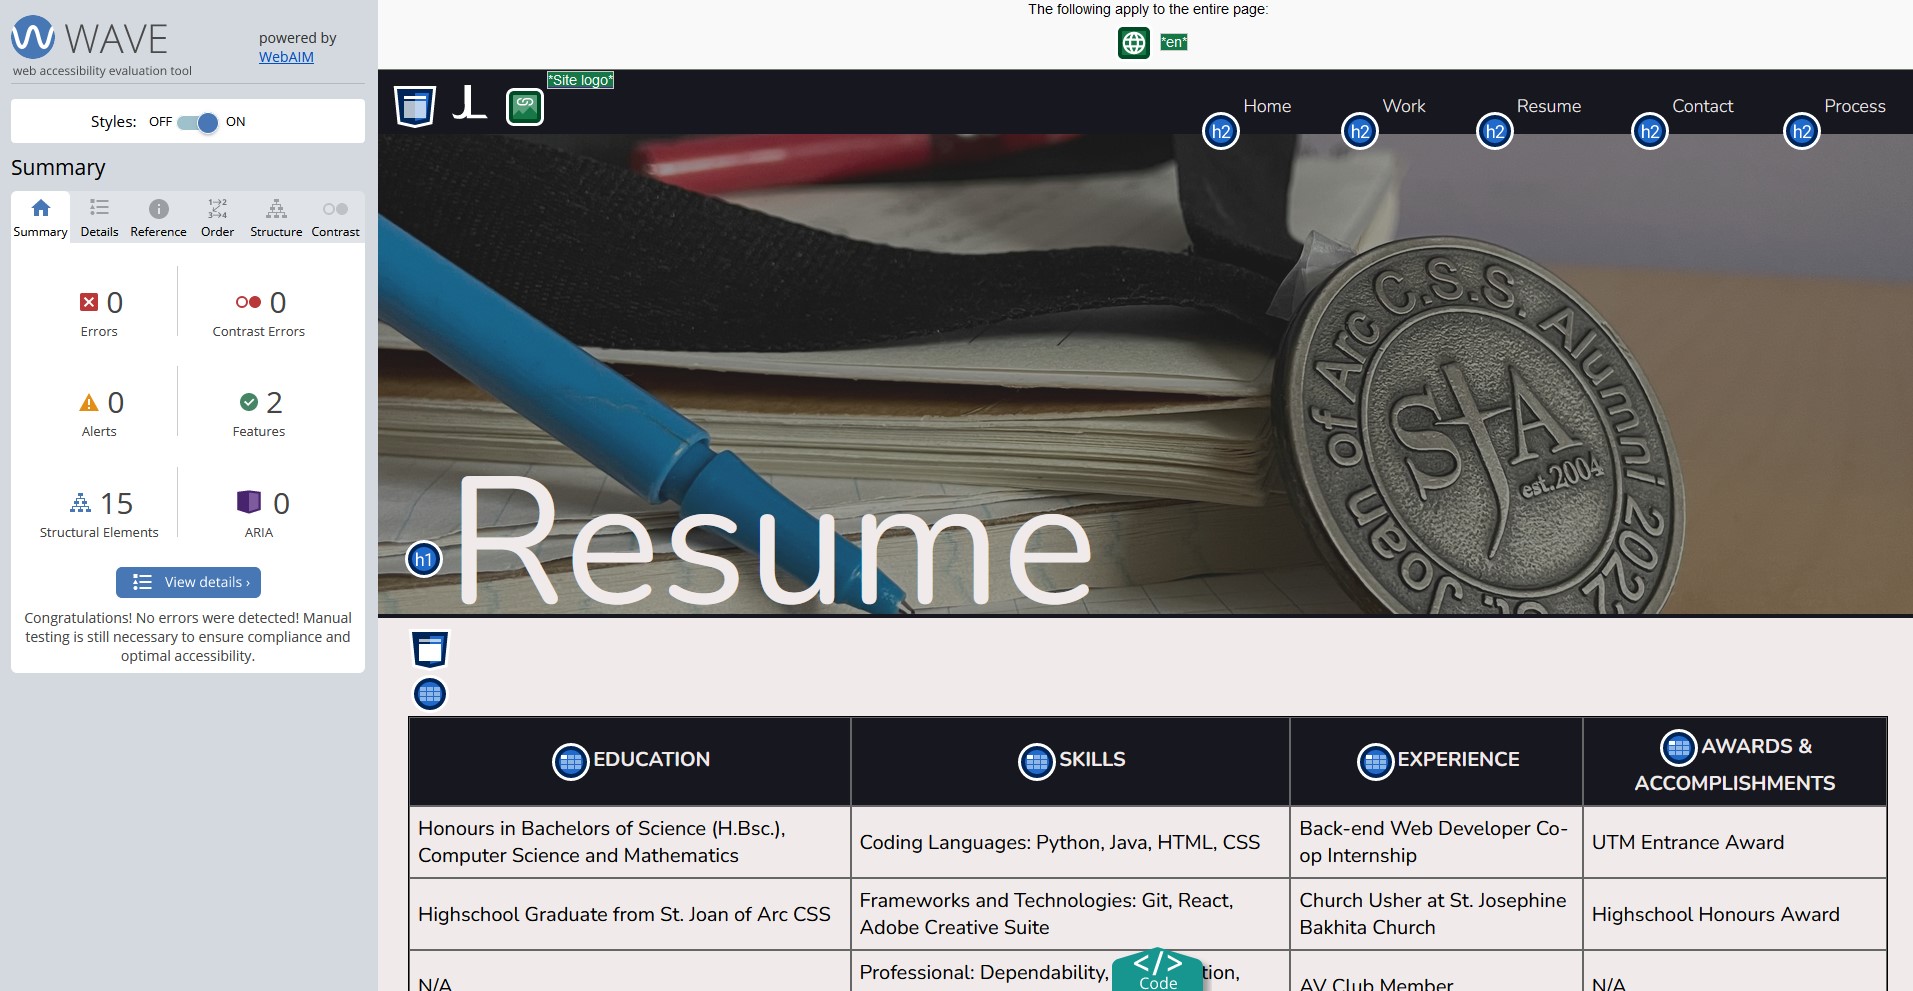 WAVE
powered by
WebAIM
web accessibility evaluation tool
Styles: OFF ON
Summary
Summary Details Reference Order Structure Contrast
0
Errors
0
Contrast Errors
0
Alerts
2
Features
15
Structural Elements
0
ARIA
View details ›
Congratulations! No errors were detected! Manual
testing is still necessary to ensure compliance and
optimal accessibility.
The following apply to the entire page:
*en*
JL
*Site logo*
h2 Home
h2 Work
h2 Resume
h2 Contact
h2 Process
St. Joan of Arc C.S.S. Alumni 2022
STA
est.2004
h1 Resume
EDUCATION
SKILLS
EXPERIENCE
AWARDS &
ACCOMPLISHMENTS
Honours in Bachelors of Science (H.Bsc.),
Computer Science and Mathematics
Coding Languages: Python, Java, HTML, CSS
Back-end Web Developer Co-
op Internship
UTM Entrance Award
Highschool Graduate from St. Joan of Arc CSS
Frameworks and Technologies: Git, React,
Adobe Creative Suite
Church Usher at St. Josephine
Bakhita Church
Highschool Honours Award
N/A
Professional: Dependability,
AV Club Member
N/A
</> Code